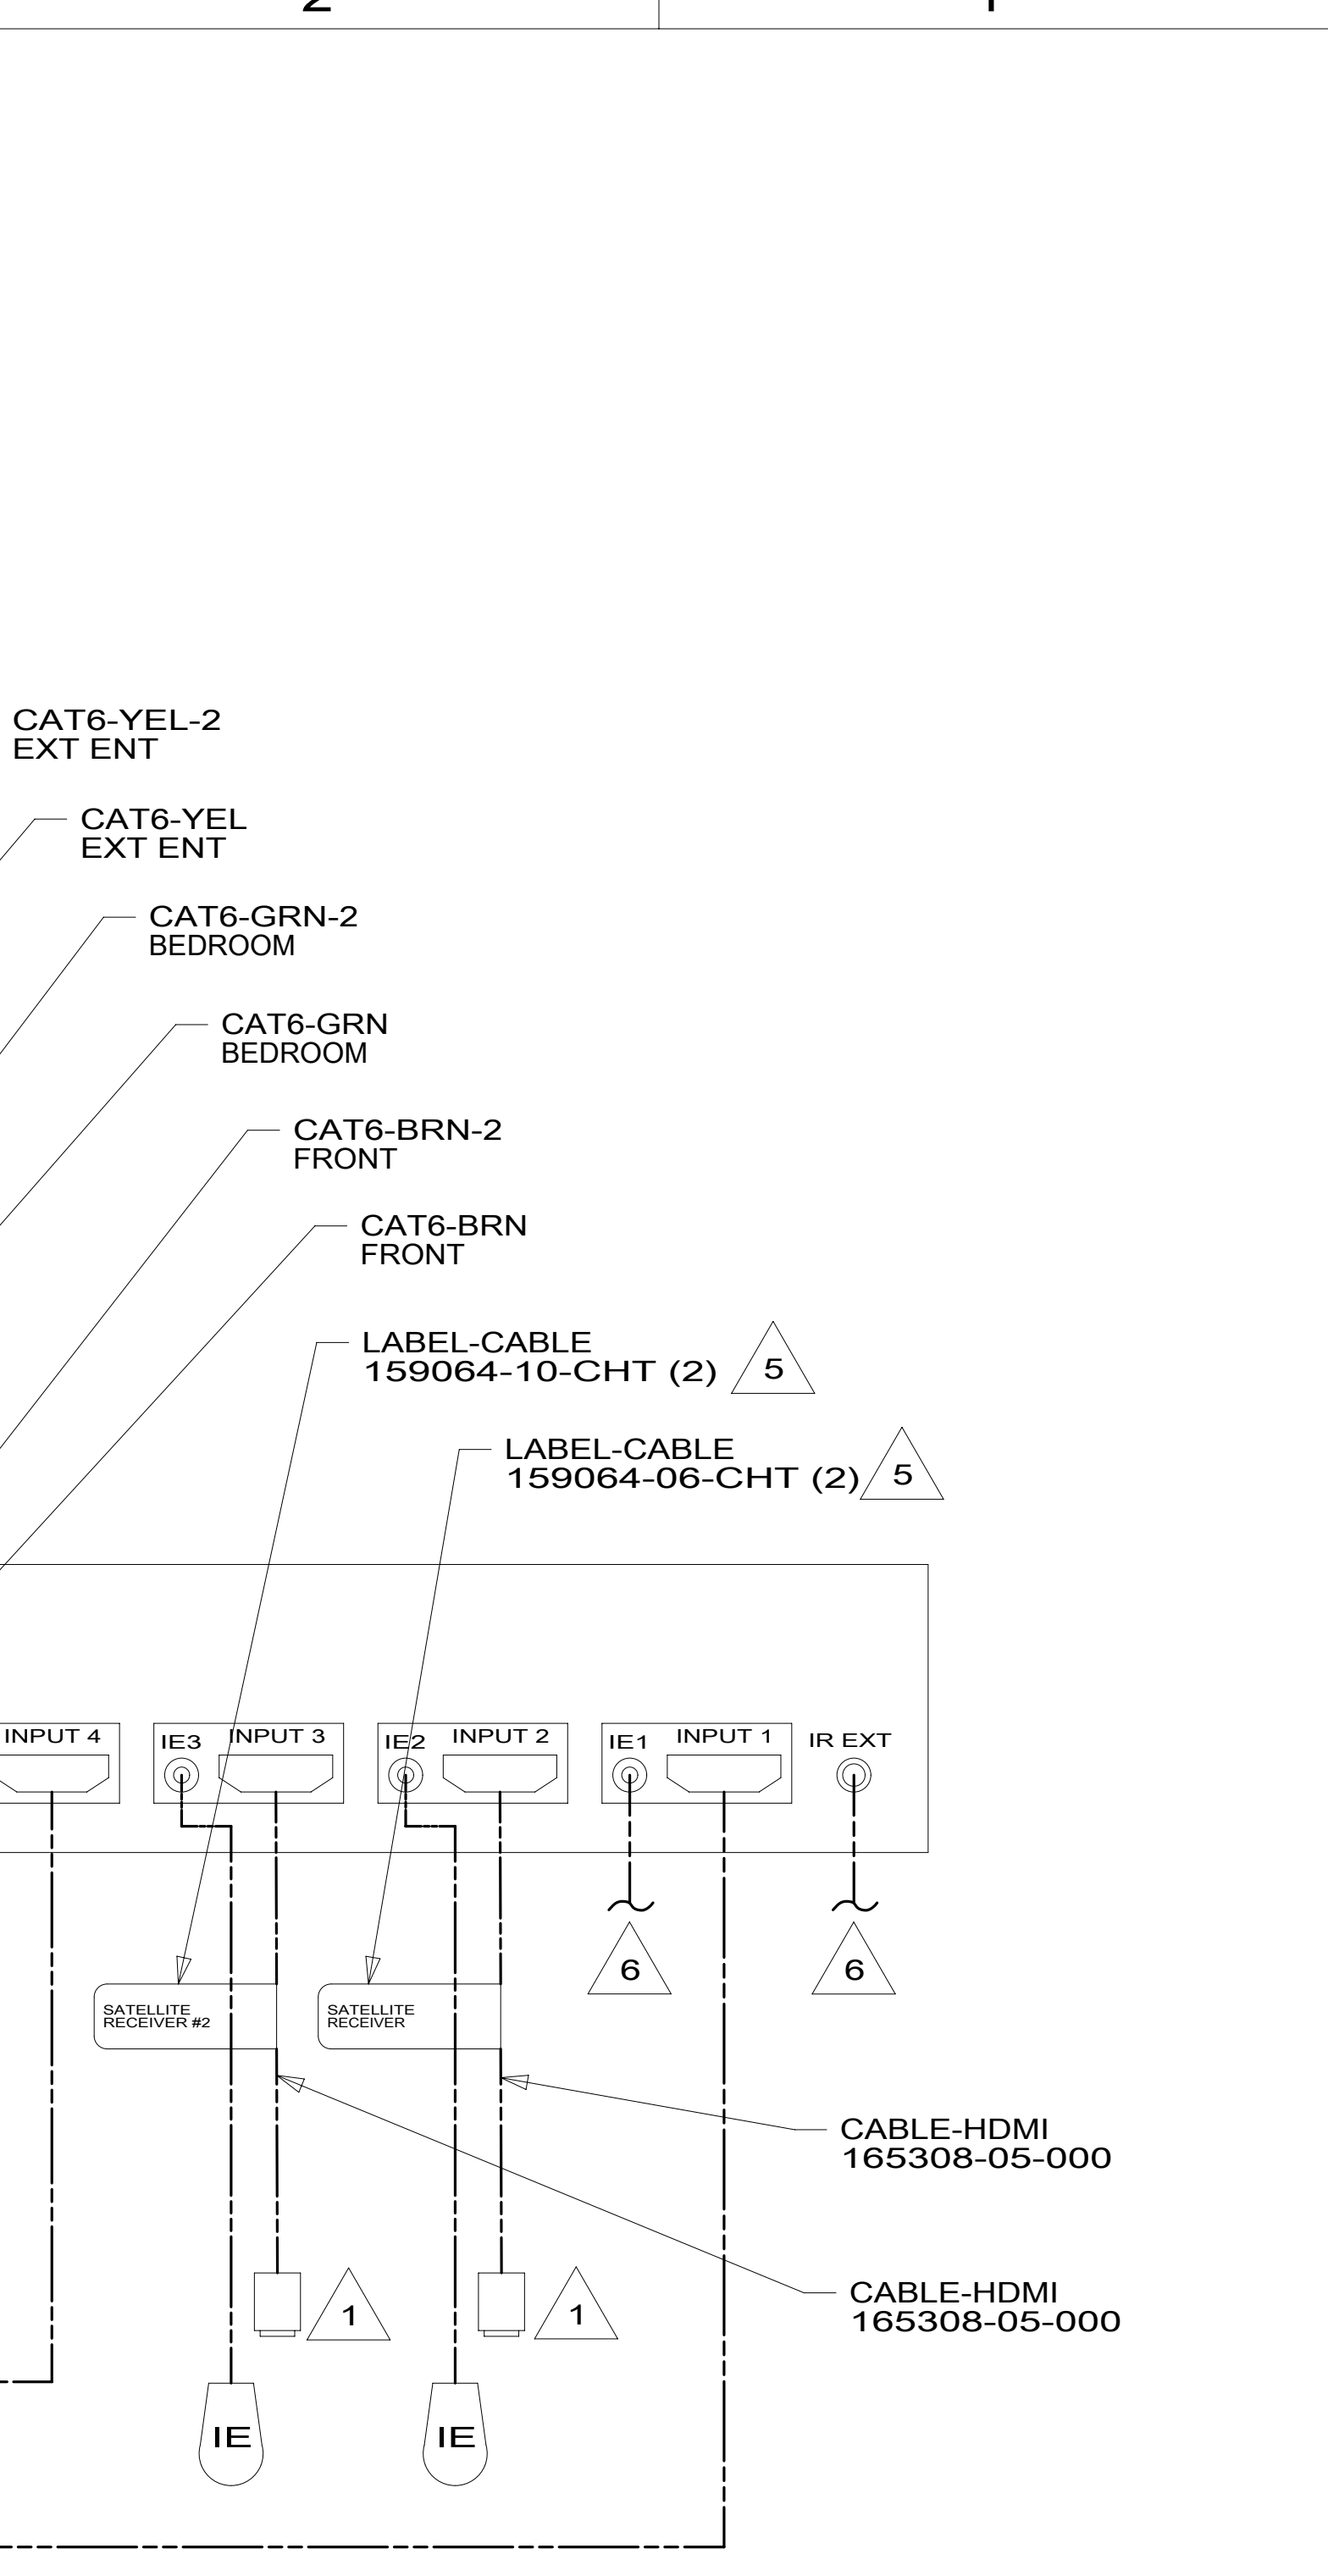 CAT6-YEL-2
EXT ENT
CAT6-YEL
EXT ENT
CAT6-GRN-2
BEDROOM
CAT6-GRN
BEDROOM
CAT6-BRN-2
FRONT
CAT6-BRN
FRONT
LABEL-CABLE
159064-10-CHT (2)
5
LABEL-CABLE
159064-06-CHT (2)
5
INPUT 4
IE3
INPUT 3
IE2
INPUT 2
IE1
INPUT 1
IR EXT
6
6
SATELLITE
RECEIVER #2
SATELLITE
RECEIVER
CABLE-HDMI
165308-05-000
1
1
CABLE-HDMI
165308-05-000
IE
IE